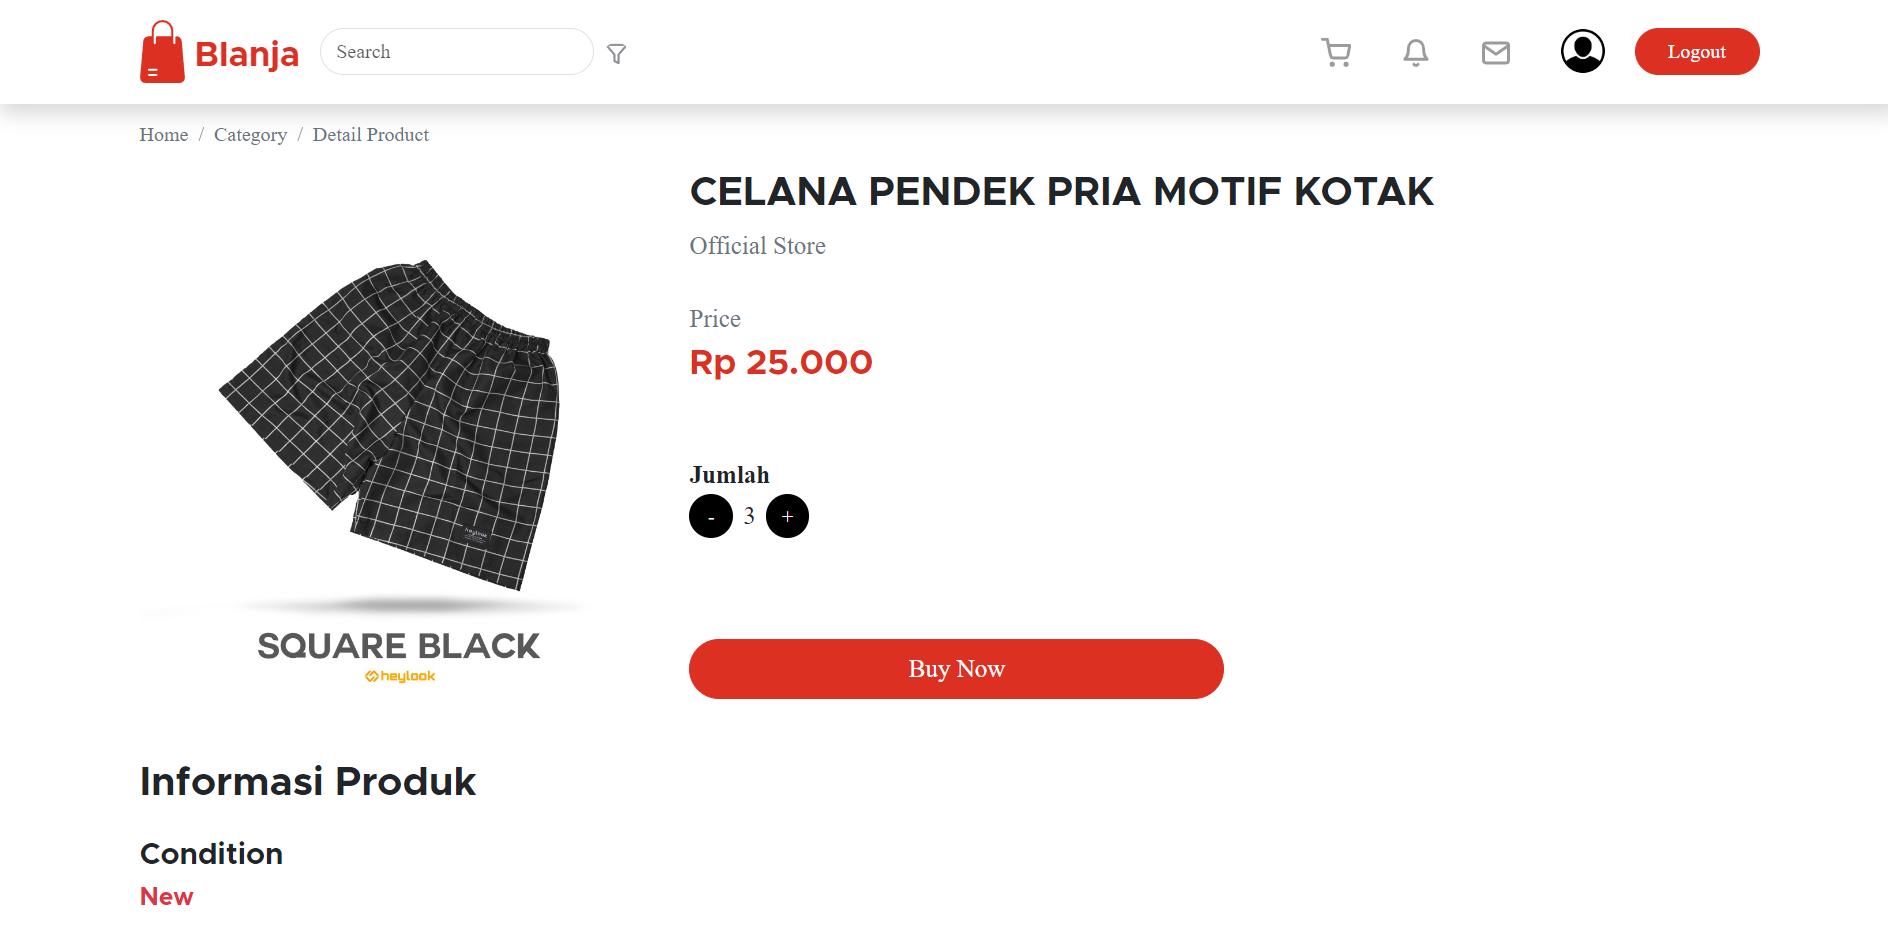 Blanja
Search
Logout
Home / Category / Detail Product
CELANA PENDEK PRIA MOTIF KOTAK
Official Store
Price
Rp 25.000
Jumlah
- 3 +
heylook
SQUARE BLACK
heylook
Buy Now
Informasi Produk
Condition
New